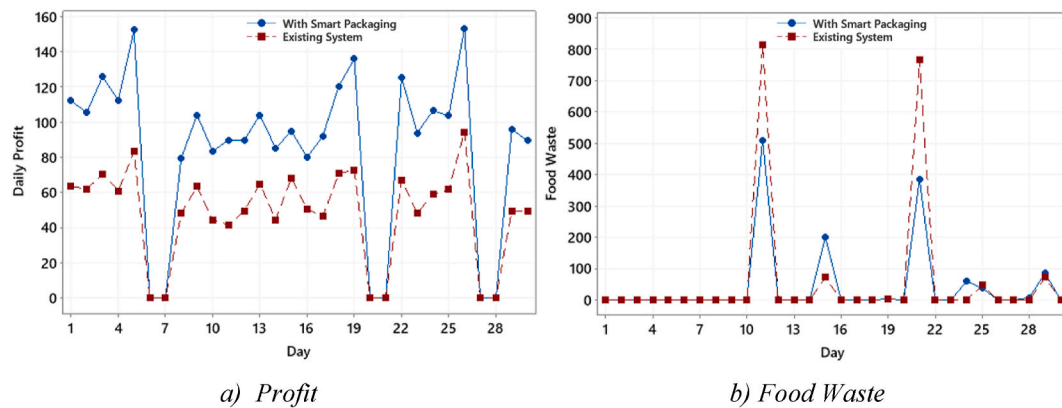 160
140
120
100
80
60
40
20
0
Daily Profit
With Smart Packaging
Existing System
1 4 7 10 13 16 19 22 25 28
Day
a) Profit
900
800
700
600
500
400
300
200
100
0
Food Waste
With Smart Packaging
Existing System
1 4 7 10 13 16 19 22 25 28
Day
b) Food Waste